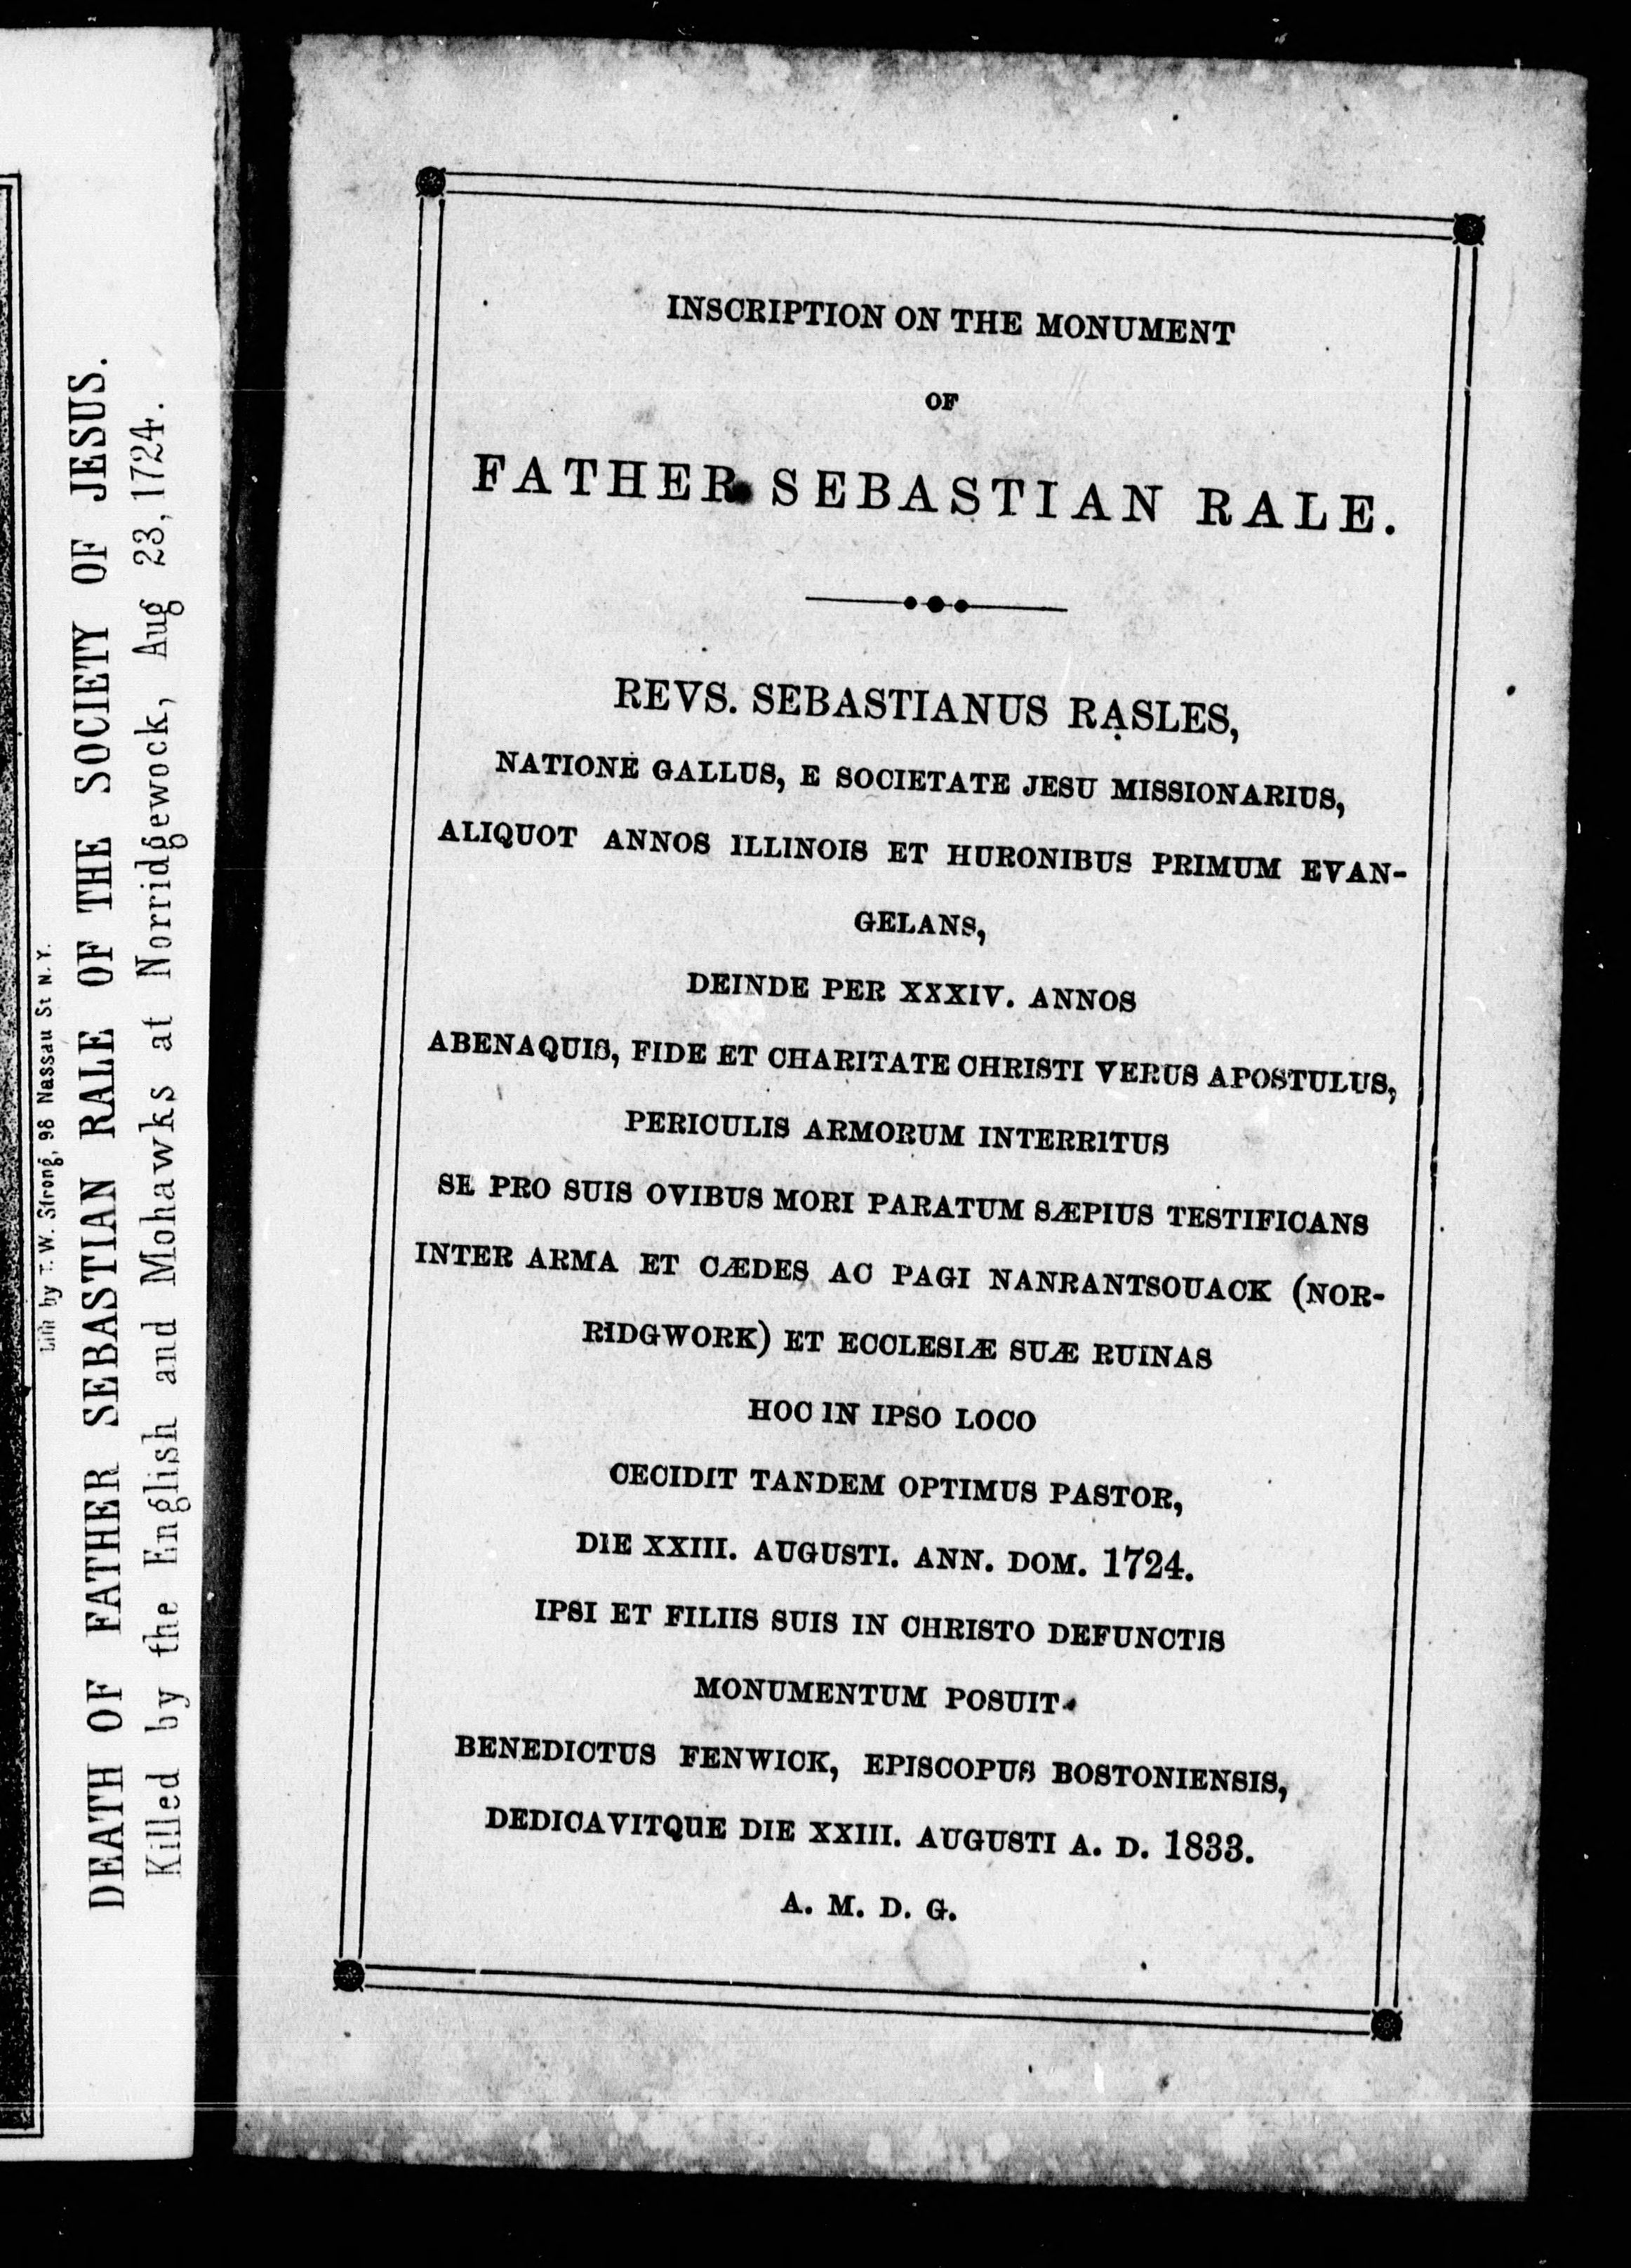 Lith by T. W. Strong, 98 Nassau St N. Y.
DEATH OF FATHER SEBASTIAN RALE OF THE SOCIETY OF JESUS.
Killed by the English and Mohawks at Norridgewock, Aug 23, 1724.
INSCRIPTION ON THE MONUMENT
OF
FATHER SEBASTIAN RALE.
REVS. SEBASTIANUS RASLES,
NATIONE GALLUS, E SOCIETATE JESU MISSIONARIUS,
ALIQUOT ANNOS ILLINOIS ET HURONIBUS PRIMUM EVAN-
GELANS,
DEINDE PER XXXIV. ANNOS
ABENAQUIS, FIDE ET CHARITATE CHRISTI VERUS APOSTULUS,
PERICULIS ARMORUM INTERRITUS
SE PRO SUIS OVIBUS MORI PARATUM SÆPIUS TESTIFICANS
INTER ARMA ET CÆDES AC PAGI NANRANTSOUACK (NOR-
RIDGWORK) ET ECCLESIÆ SUÆ RUINAS
HOC IN IPSO LOCO
CECIDIT TANDEM OPTIMUS PASTOR,
DIE XXIII. AUGUSTI. ANN. DOM. 1724.
IPSI ET FILIIS SUIS IN CHRISTO DEFUNCTIS
MONUMENTUM POSUIT
BENEDICTUS FENWICK, EPISCOPUS BOSTONIENSIS,
DEDICAVITQUE DIE XXIII. AUGUSTI A. D. 1833.
A. M. D. G.